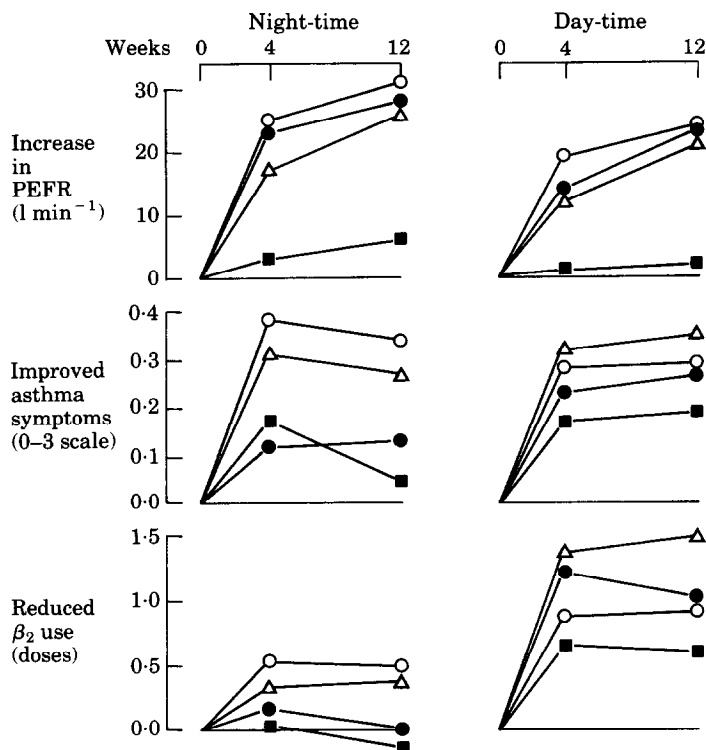 Night-time Day-time
Weeks 0 4 12 0 4 12
30
Increase
in
20
PEFR
(l min⁻¹)
10
0
0·4
0·3
Improved
asthma
symptoms
0·2
(0–3 scale)
0·1
0·0
1·5
Reduced
β₂ use
(doses)
1·0
0·5
0·0